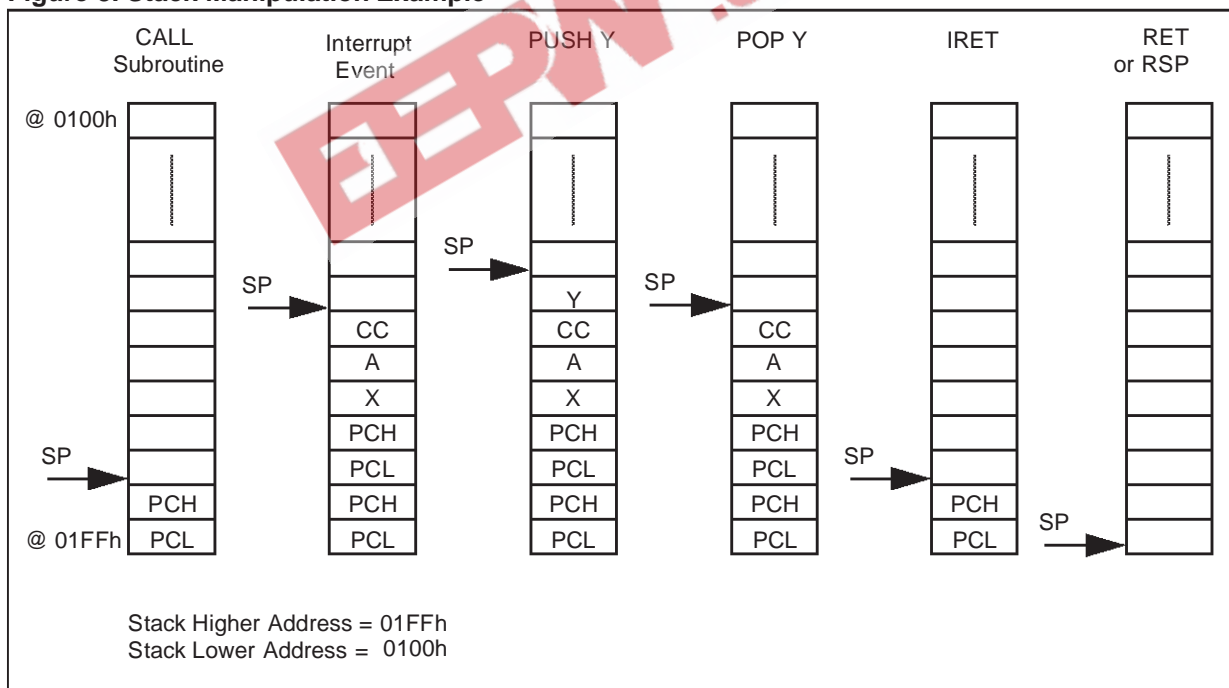 Figure 8. Stack Manipulation Example
CALL
Subroutine
Interrupt
Event
PUSH Y
POP Y
IRET
RET
or RSP
@ 0100h
SP
PCH
@ 01FFh PCL
SP
CC
A
X
PCH
PCL
PCH
PCL
SP
Y
CC
A
X
PCH
PCL
PCH
PCL
SP
CC
A
X
PCH
PCL
PCH
PCL
SP
PCH
PCL
SP
Stack Higher Address = 01FFh
Stack Lower Address = 0100h
EEPW